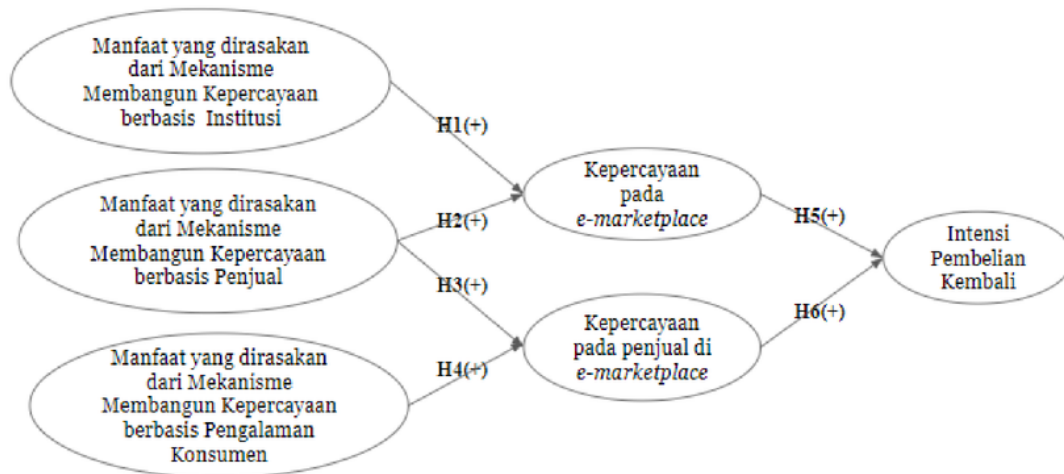 Manfaat yang dirasakan
dari Mekanisme
Membangun Kepercayaan
berbasis Institusi
H1(+)
Manfaat yang dirasakan
dari Mekanisme
Membangun Kepercayaan
berbasis Penjual
H2(+)
H3(+)
Manfaat yang dirasakan
dari Mekanisme
Membangun Kepercayaan
berbasis Pengalaman
Konsumen
H4(+)
Kepercayaan
pada
e-marketplace
H5(+)
Kepercayaan
pada penjual di
e-marketplace
H6(+)
Intensi
Pembelian
Kembali